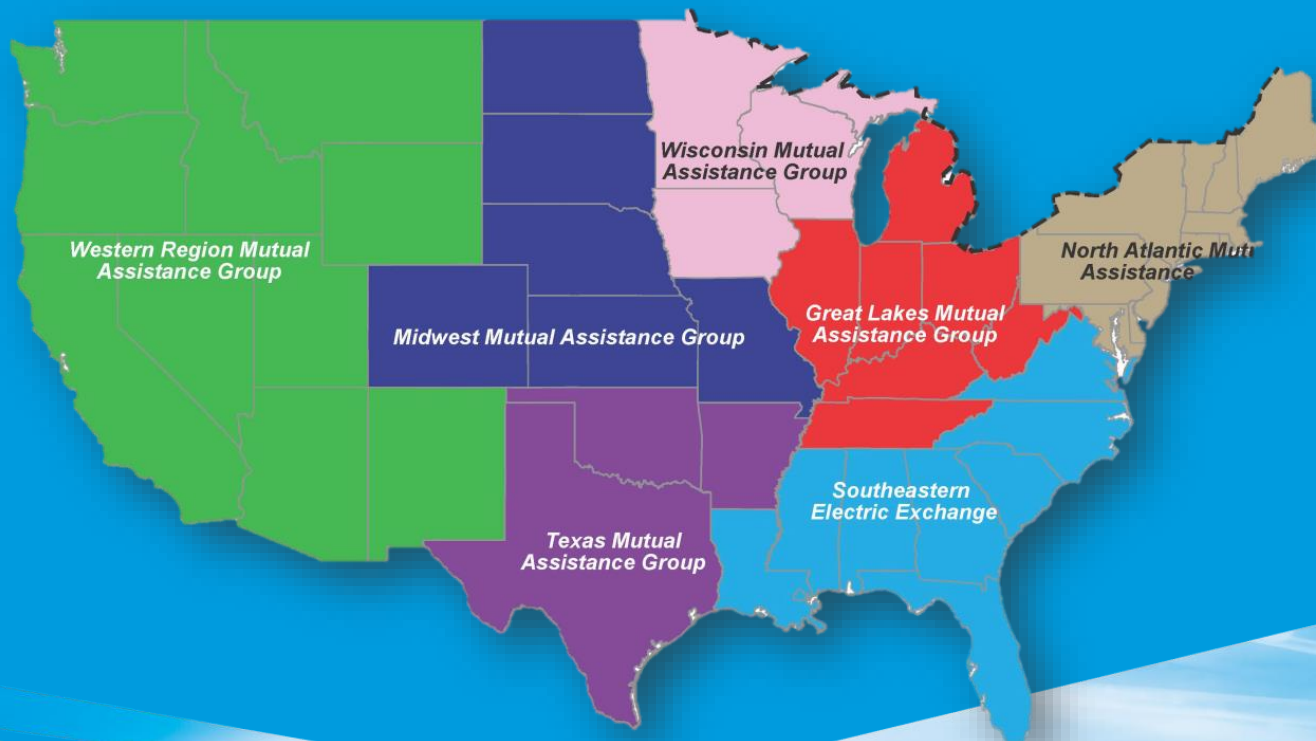 Wisconsin Mutual
Assistance Group
Western Region Mutual
Assistance Group
North Atlantic Mutu
Assistance
Great Lakes Mutual
Assistance Group
Midwest Mutual Assistance Group
Southeastern
Electric Exchange
Texas Mutual
Assistance Group